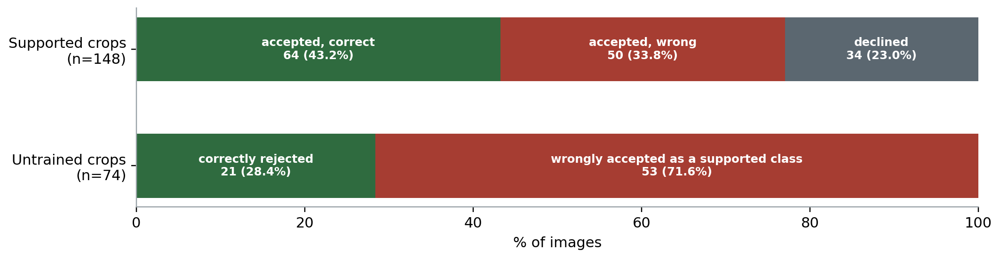 Supported crops
(n=148)
accepted, correct
64 (43.2%)
accepted, wrong
50 (33.8%)
declined
34 (23.0%)
Untrained crops
(n=74)
correctly rejected
21 (28.4%)
wrongly accepted as a supported class
53 (71.6%)
0 20 40 60 80 100
% of images